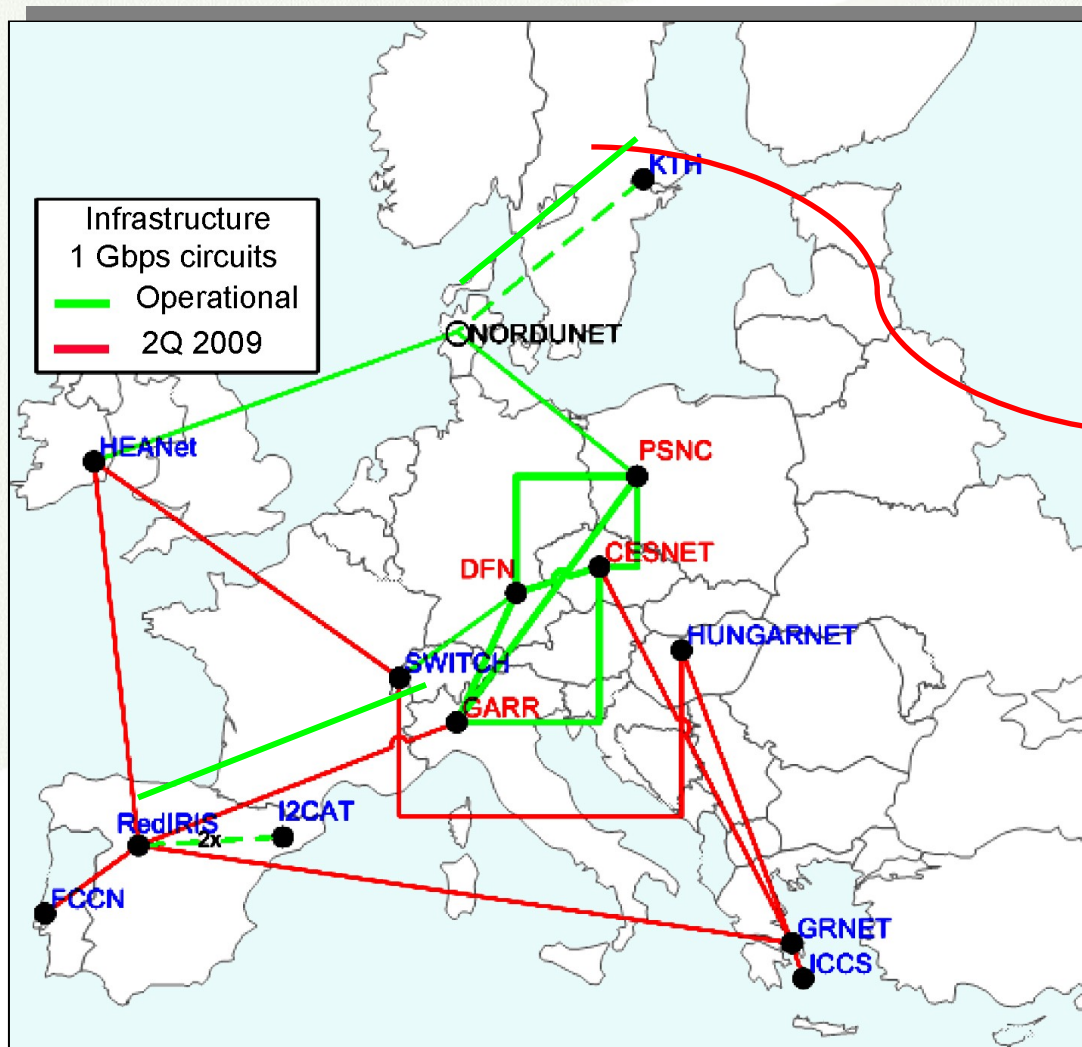 KTH
Infrastructure
1 Gbps circuits
Operational
2Q 2009
NORDUNET
HEANet
PSNC
CESNET
DFN
HUNGARNET
SWITCH
GARR
I2CAT
RedIRIS
2x
FCCN
GRNET
ICCS